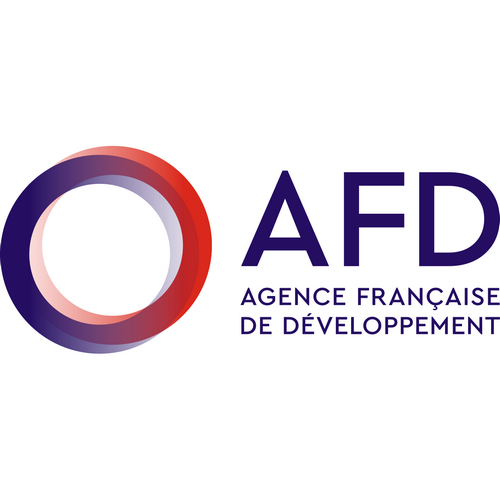 AFD
AGENCE FRANÇAISE
DE DÉVELOPPEMENT